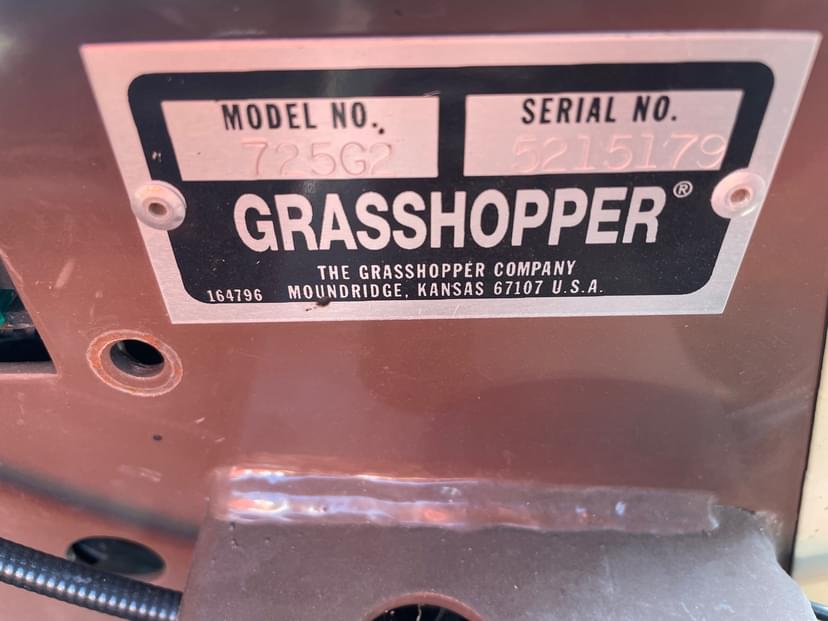 MODEL NO. SERIAL NO.
725G2 5215179
GRASSHOPPER®
THE GRASSHOPPER COMPANY
164796 MOUNDRIDGE, KANSAS 67107 U.S.A.